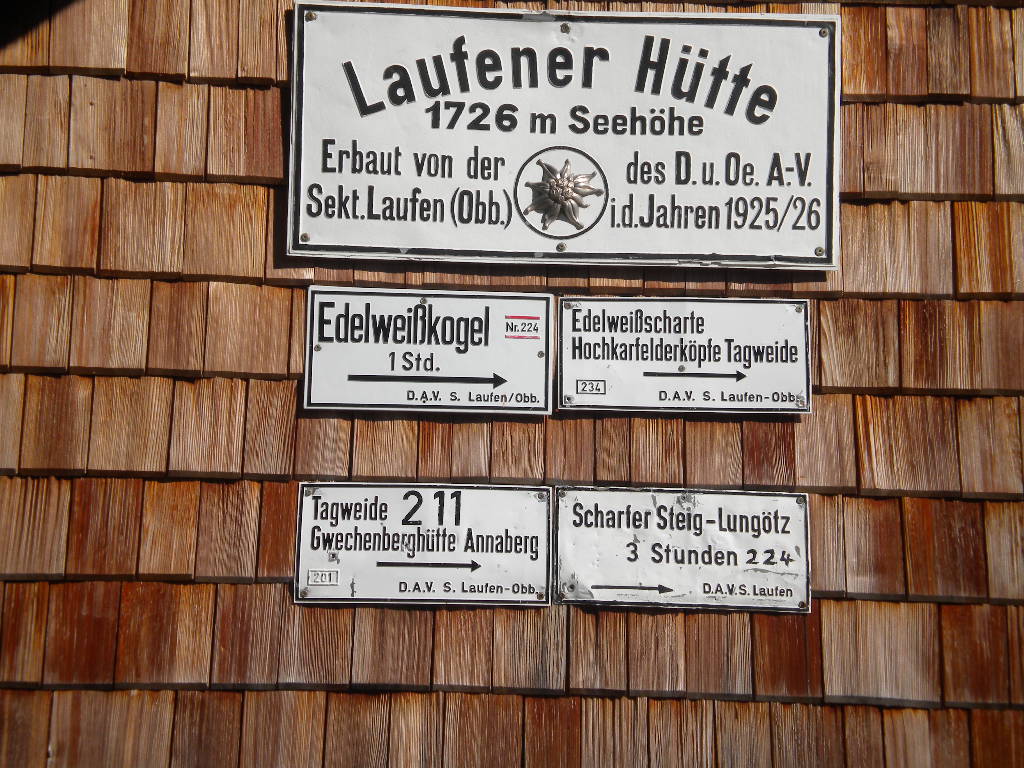 Laufener Hütte
1726 m Seehöhe
Erbaut von der des D. u. Oe. A-V.
Sekt. Laufen (Obb.) i.d. Jahren 1925/26
Edelweißkogel Nr. 224
1 Std.
D.A.V. S. Laufen/Obb.
Edelweißscharte
Hochkarfelderköpfe Tagweide
234
D.A.V. S. Laufen-Obb.
Tagweide 211
Gwechenberghütte Annaberg
201
D.A.V. S. Laufen-Obb.
Scharfer Steig-Lungötz
3 Stunden 224
D.A.V.S. Laufen